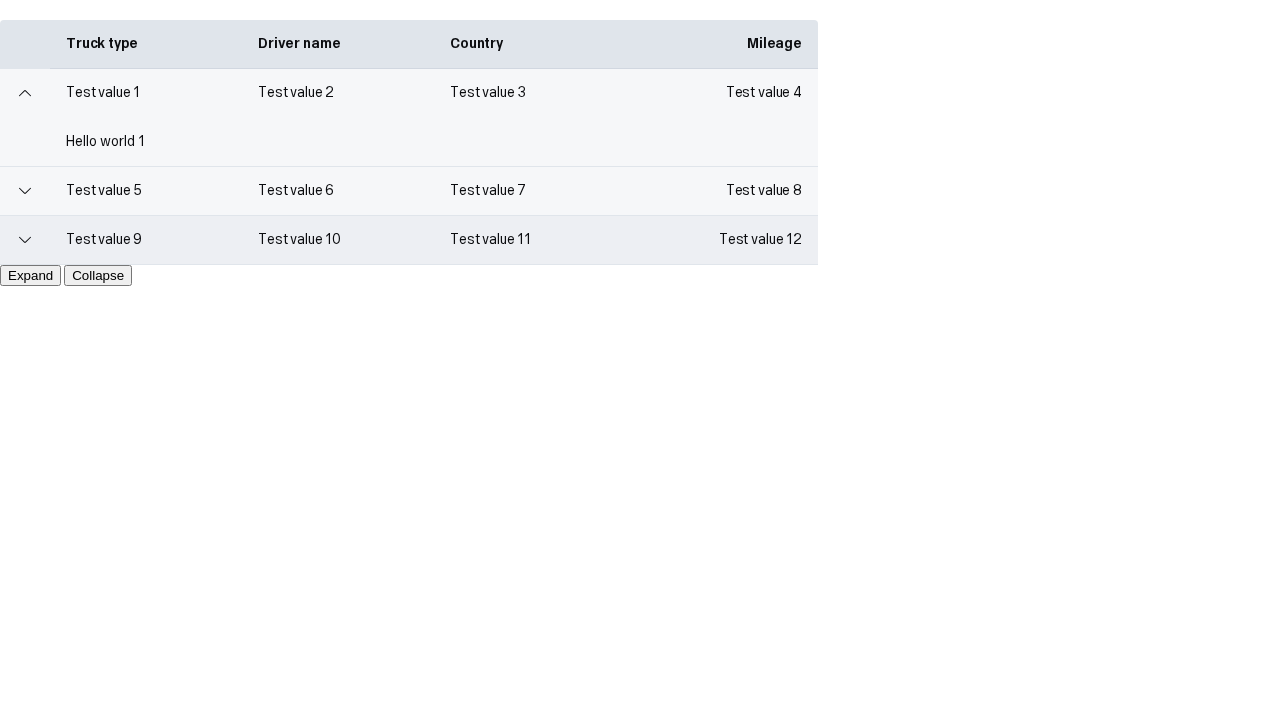 Truck type Driver name Country Mileage
Test value 1 Test value 2 Test value 3 Test value 4
Hello world 1
Test value 5 Test value 6 Test value 7 Test value 8
Test value 9 Test value 10 Test value 11 Test value 12
Expand Collapse